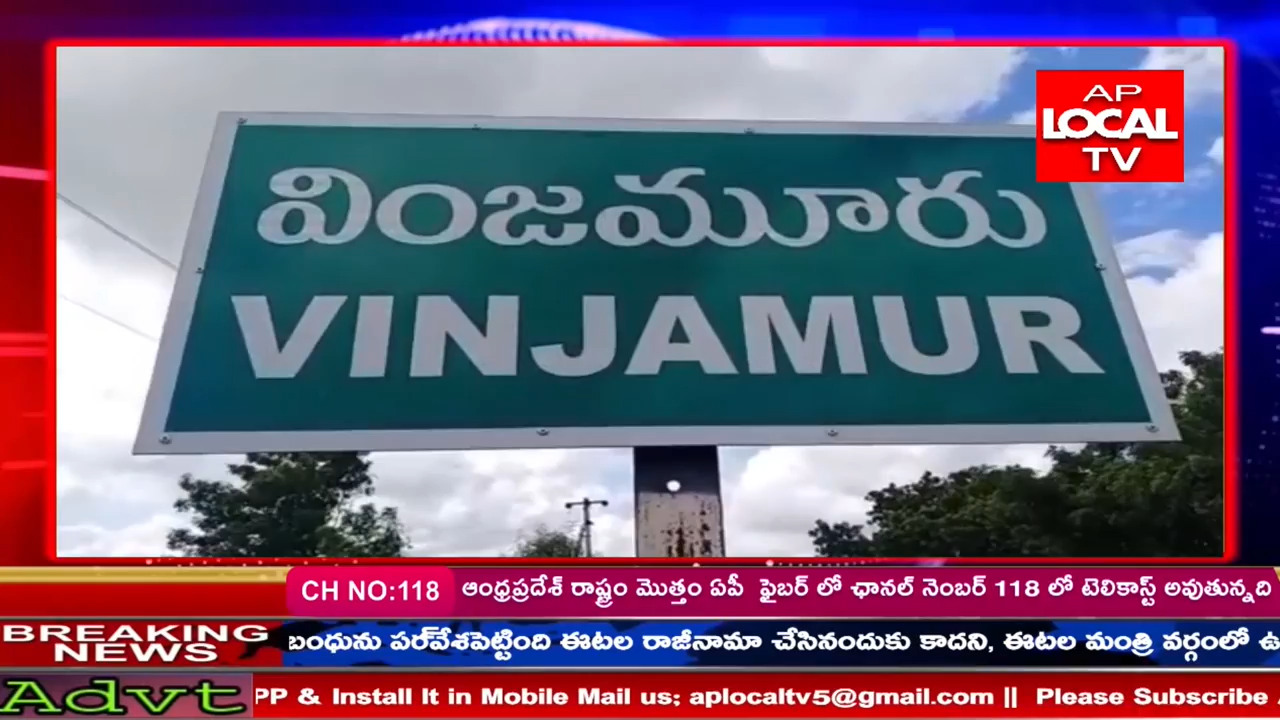 AP
LOCAL
TV
వింజమూరు
VINJAMUR
CH NO:118 ఆంధ్రప్రదేశ్ రాష్ట్రం మొత్తం ఏపీ ఫైబర్ లో ఛానల్ నెంబర్ 118 లో టెలికాస్ట్ అవుతున్నది
BREAKING
NEWS
బంధును పర్వేశపెట్టింది ఈటల రాజీనామా చేసినందుకు కాదని, ఈటల మంత్రి వర్గంలో ఉ
Advt
PP & Install It in Mobile Mail us; aplocaltv5@gmail.com || Please Subscribe